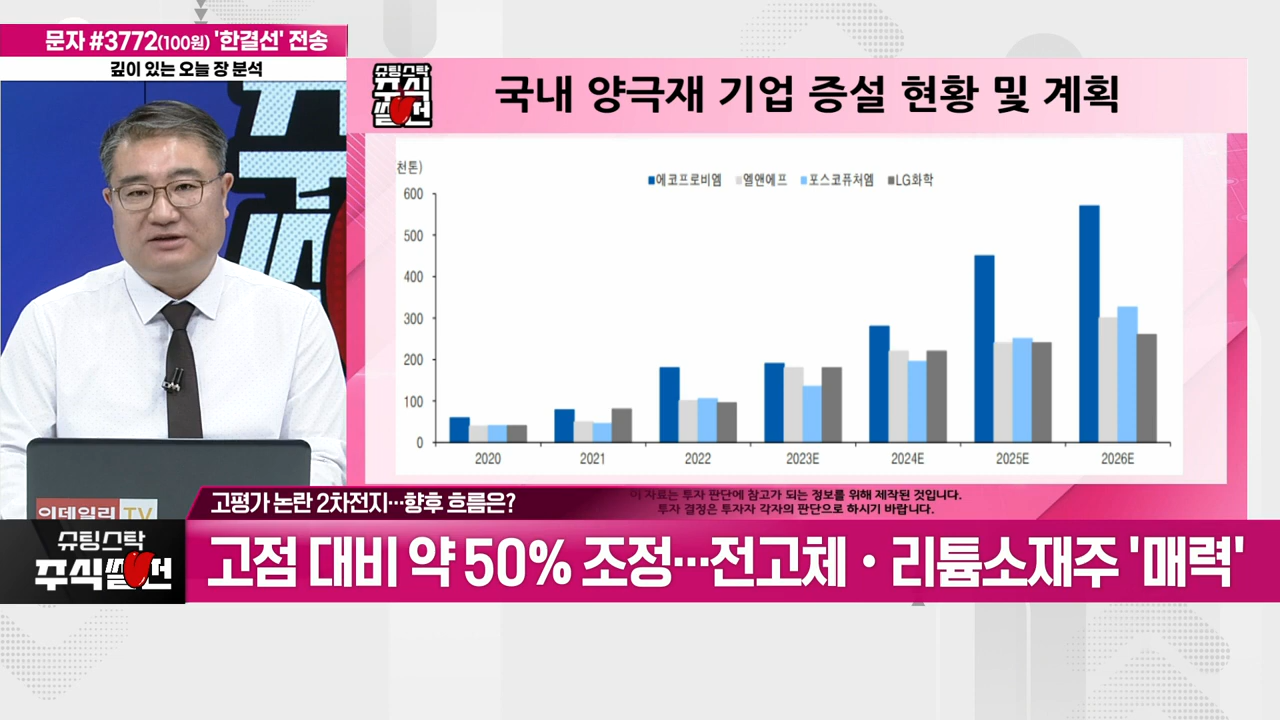 문자 #3772(100원) '한결선' 전송
깊이 있는 오늘 장 분석
슈팅스탁
주식
썰전
국내 양극재 기업 증설 현황 및 계획
천톤)
에코프로비엠 엘앤에프 포스코퓨처엠 LG화학
600
500
400
300
200
100
0
2020 2021 2022 2023E 2024E 2025E 2026E
이 자료는 투자 판단에 참고가 되는 정보를 위해 제작된 것입니다.
투자 결정은 투자자 각자의 판단으로 하시기 바랍니다.
이데일리 TV
고평가 논란 2차전지…향후 흐름은?
슈팅스탁
주식썰전
고점 대비 약 50% 조정…전고체·리튬소재주 '매력'